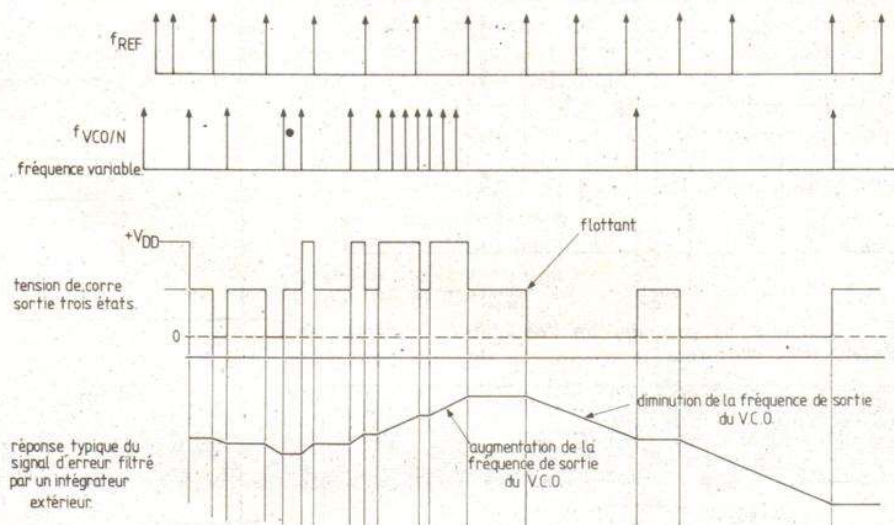 fREF
fVCO/N
fréquence variable.
+VDD
flottant
tension de.corre
sortie trois états.
0
diminution de la fréquence de sortie
du V.C.O.
réponse typique du
signal d'erreur filtré
par un intégrateur
extérieur.
augmentation de la
fréquence de sortie
du V.C.O.